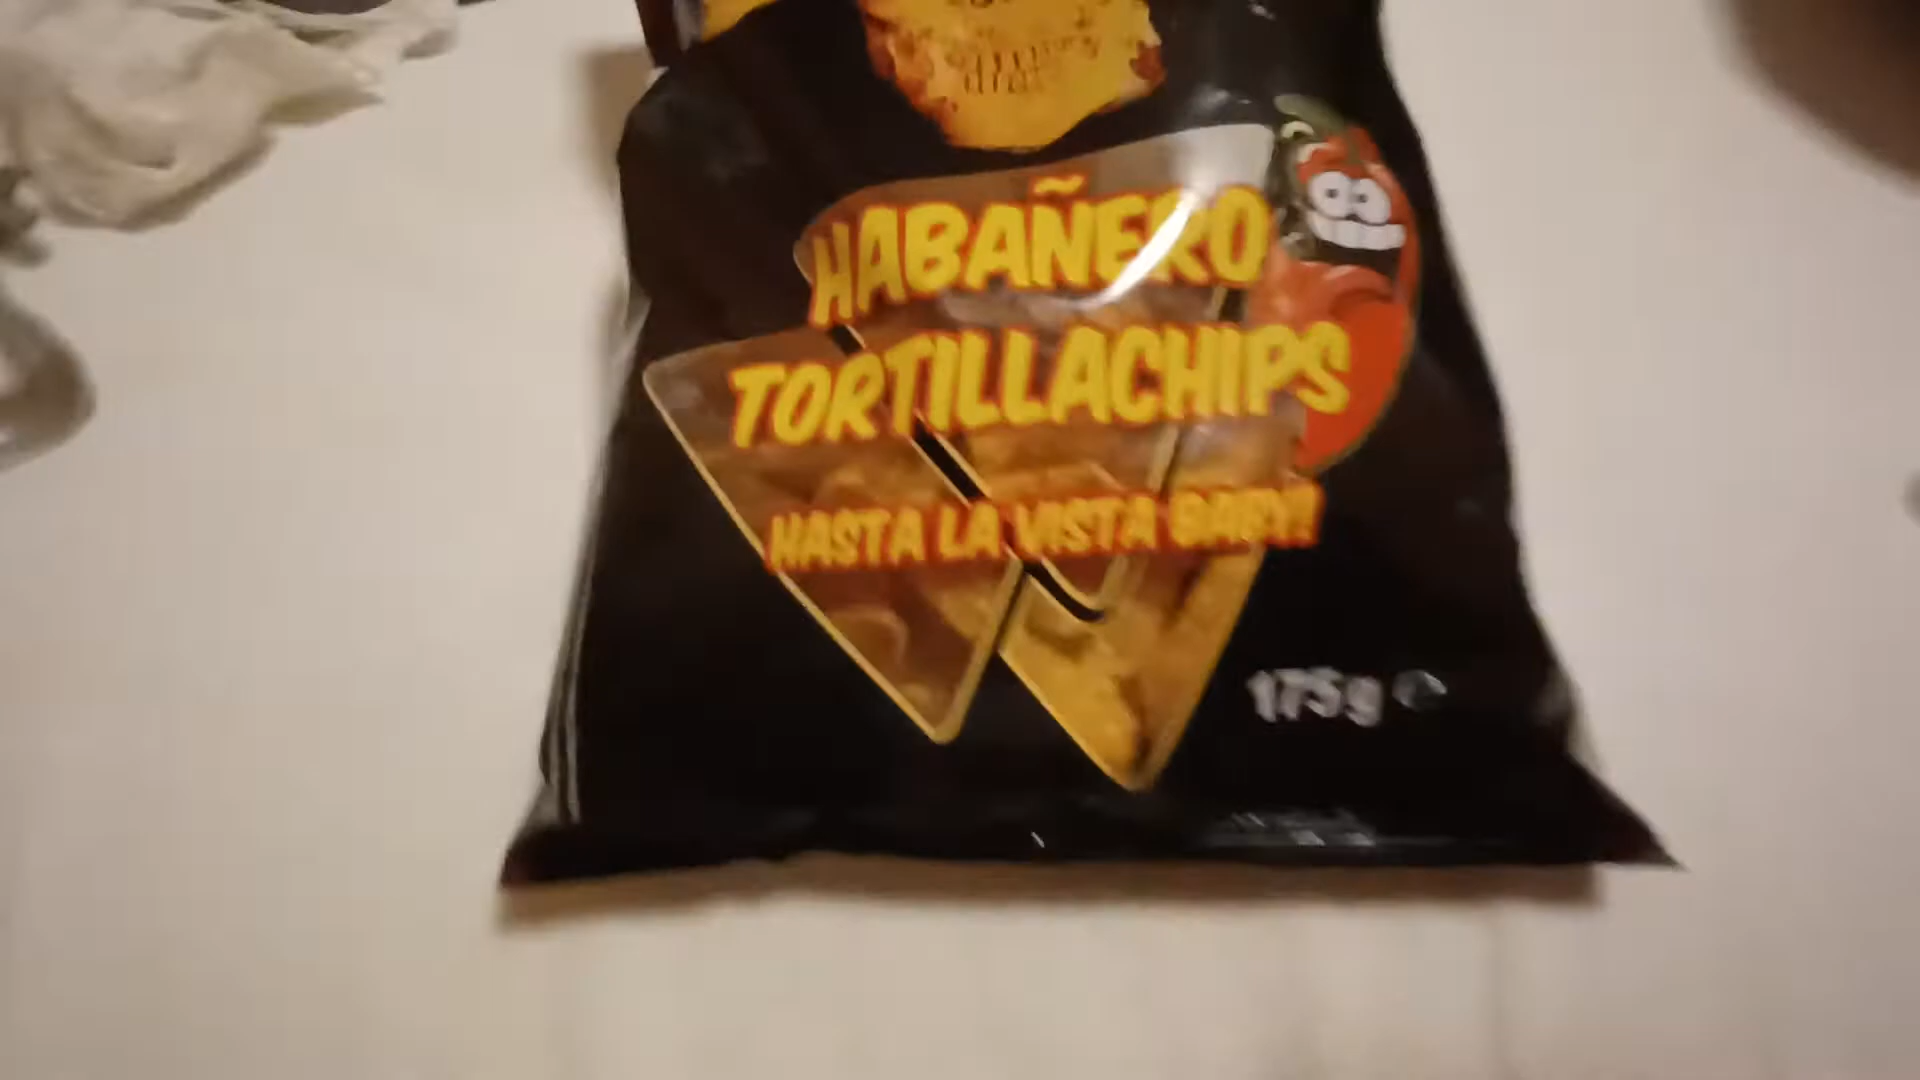 HABAÑERO
TORTILLACHIPS
HASTA LA VISTA BABY!
175g